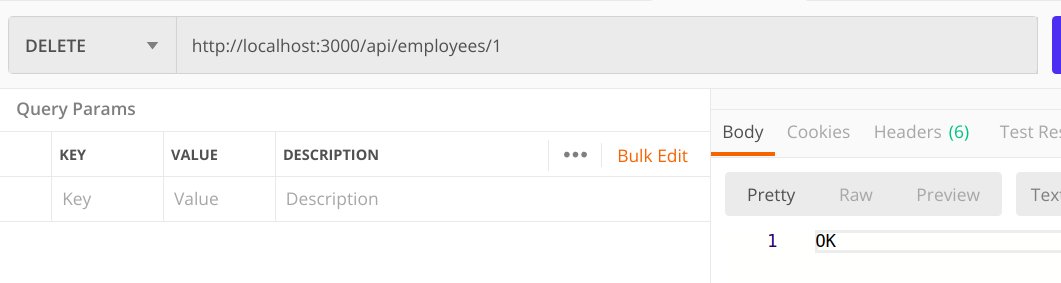 DELETE http://localhost:3000/api/employees/1
Query Params
KEY VALUE DESCRIPTION ••• Bulk Edit
Key Value Description
Body Cookies Headers (6) Test Res
Pretty Raw Preview Text
1 OK